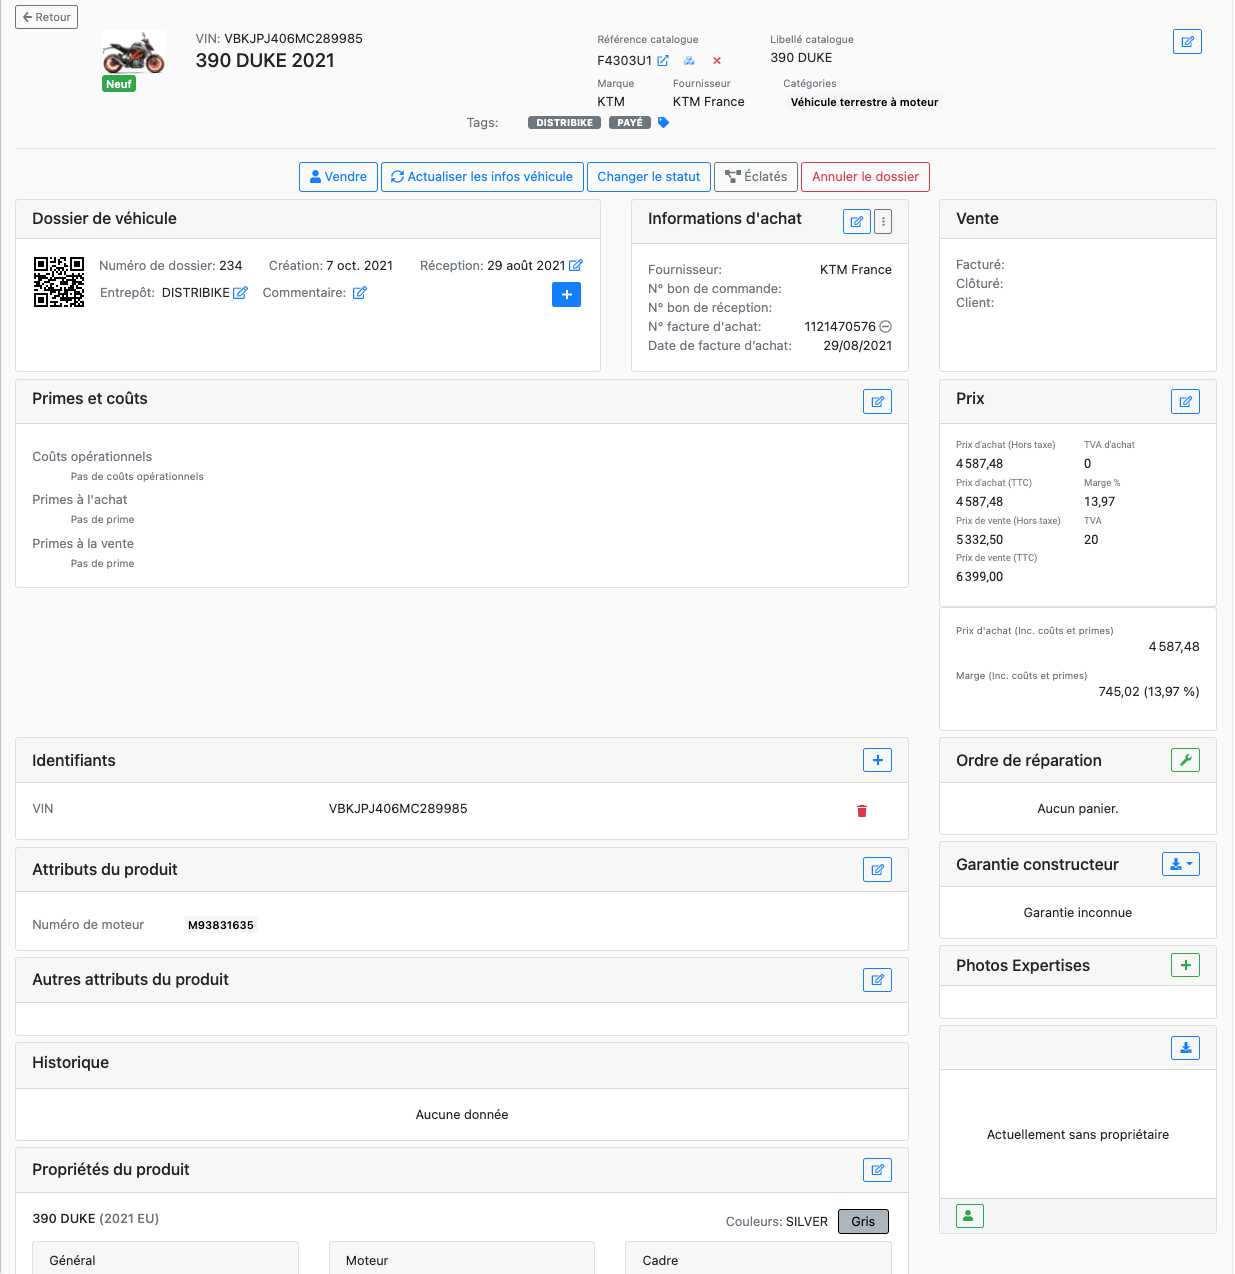 Retour
VIN: VBKJPJ406MC289985
390 DUKE 2021
Neuf
Référence catalogue
F4303U1
Libellé catalogue
390 DUKE
Marque
KTM
Fournisseur
KTM France
Catégories
Véhicule terrestre à moteur
Tags: DISTRIBIKE PAYÉ
Vendre Actualiser les infos véhicule Changer le statut Éclatés Annuler le dossier
Dossier de véhicule
Numéro de dossier: 234 Création: 7 oct. 2021 Réception: 29 août 2021
Entrepôt: DISTRIBIKE Commentaire:
Informations d'achat
Fournisseur: KTM France
N° bon de commande:
N° bon de réception:
N° facture d'achat: 1121470576
Date de facture d'achat: 29/08/2021
Vente
Facturé:
Clôturé:
Client:
Primes et coûts
Coûts opérationnels
Pas de coûts opérationnels
Primes à l'achat
Pas de prime
Primes à la vente
Pas de prime
Prix
Prix d'achat (Hors taxe) TVA d'achat
4 587,48 0
Prix d'achat (TTC) Marge %
4 587,48 13,97
Prix de vente (Hors taxe) TVA
5 332,50 20
Prix de vente (TTC)
6 399,00
Prix d'achat (Inc. coûts et primes)
4 587,48
Marge (Inc. coûts et primes)
745,02 (13,97 %)
Identifiants
VIN VBKJPJ406MC289985
Ordre de réparation
Aucun panier.
Attributs du produit
Numéro de moteur M93831635
Garantie constructeur
Garantie inconnue
Autres attributs du produit
Photos Expertises
Historique
Aucune donnée
Actuellement sans propriétaire
Propriétés du produit
390 DUKE (2021 EU)
Couleurs: SILVER Gris
Général Moteur Cadre